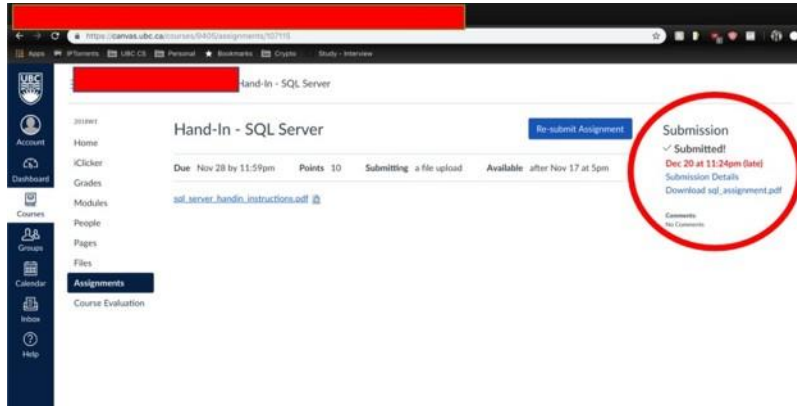 https://canvas.ubc.ca/courses/9405/assignments/107115
Apps IPTorrents UBC CS Personal Bookmarks Crypto Study - Interview
UBC
Hand-In - SQL Server
Account
Dashboard
Courses
Groups
Calendar
Inbox
Help
2018W1
Home
iClicker
Grades
Modules
People
Pages
Files
Assignments
Course Evaluation
Hand-In - SQL Server
Re-submit Assignment
Due Nov 28 by 11:59pm Points 10 Submitting a file upload Available after Nov 17 at 5pm
sql_server_handin_instructions.pdf
Submission
✓ Submitted!
Dec 20 at 11:24pm (late)
Submission Details
Download sql_assignment.pdf
Comments:
No Comments